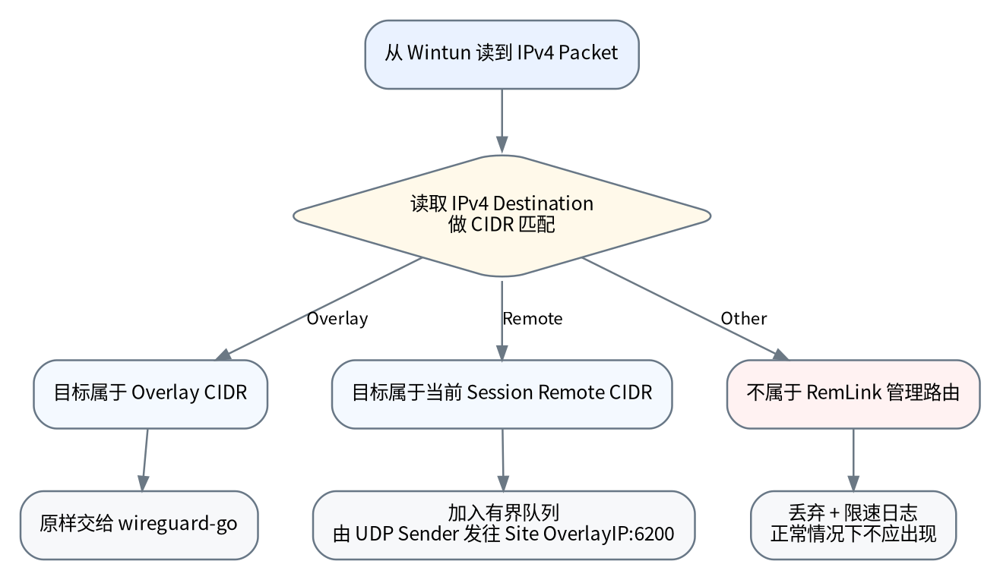 从 Wintun 读到 IPv4 Packet
读取 IPv4 Destination
做 CIDR 匹配
Overlay
Remote
Other
目标属于 Overlay CIDR
目标属于当前 Session Remote CIDR
不属于 RemLink 管理路由
原样交给 wireguard-go
加入有界队列
由 UDP Sender 发往 Site OverlayIP:6200
丢弃 + 限速日志
正常情况下不应出现